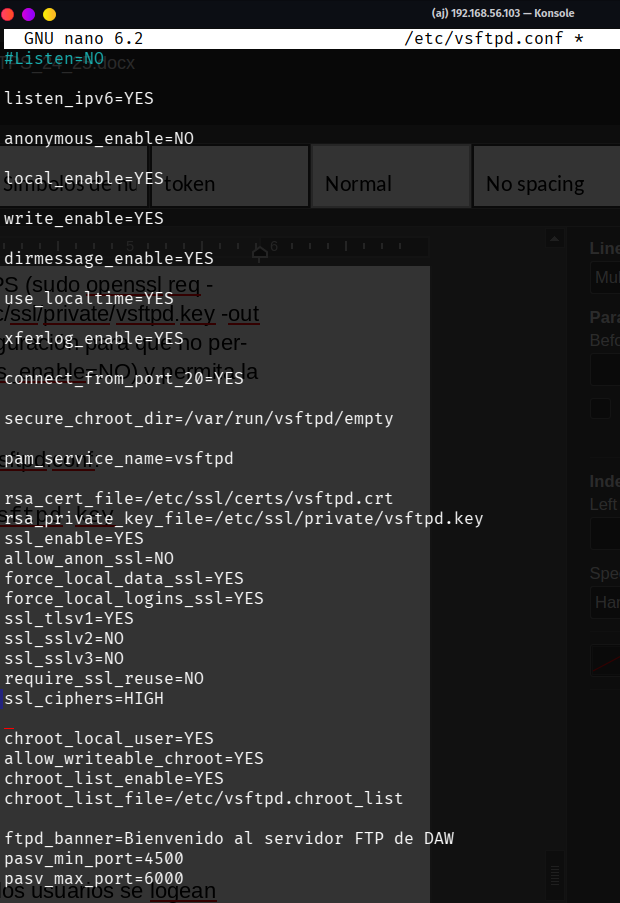 (aj) 192.168.56.103 — Konsole
GNU nano 6.2 /etc/vsftpd.conf *
#Listen=NO
listen_ipv6=YES
anonymous_enable=NO
local_enable=YES
token
Normal
No spacing
write_enable=YES
dirmessage_enable=YES
use_localtime=YES
xferlog_enable=YES
connect_from_port_20=YES
secure_chroot_dir=/var/run/vsftpd/empty
pam_service_name=vsftpd
rsa_cert_file=/etc/ssl/certs/vsftpd.crt
rsa_private_key_file=/etc/ssl/private/vsftpd.key
ssl_enable=YES
allow_anon_ssl=NO
force_local_data_ssl=YES
force_local_logins_ssl=YES
ssl_tlsv1=YES
ssl_sslv2=NO
ssl_sslv3=NO
require_ssl_reuse=NO
ssl_ciphers=HIGH
chroot_local_user=YES
allow_writeable_chroot=YES
chroot_list_enable=YES
chroot_list_file=/etc/vsftpd.chroot_list
ftpd_banner=Bienvenido al servidor FTP de DAW
pasv_min_port=4500
pasv_max_port=6000
los usuarios se logean